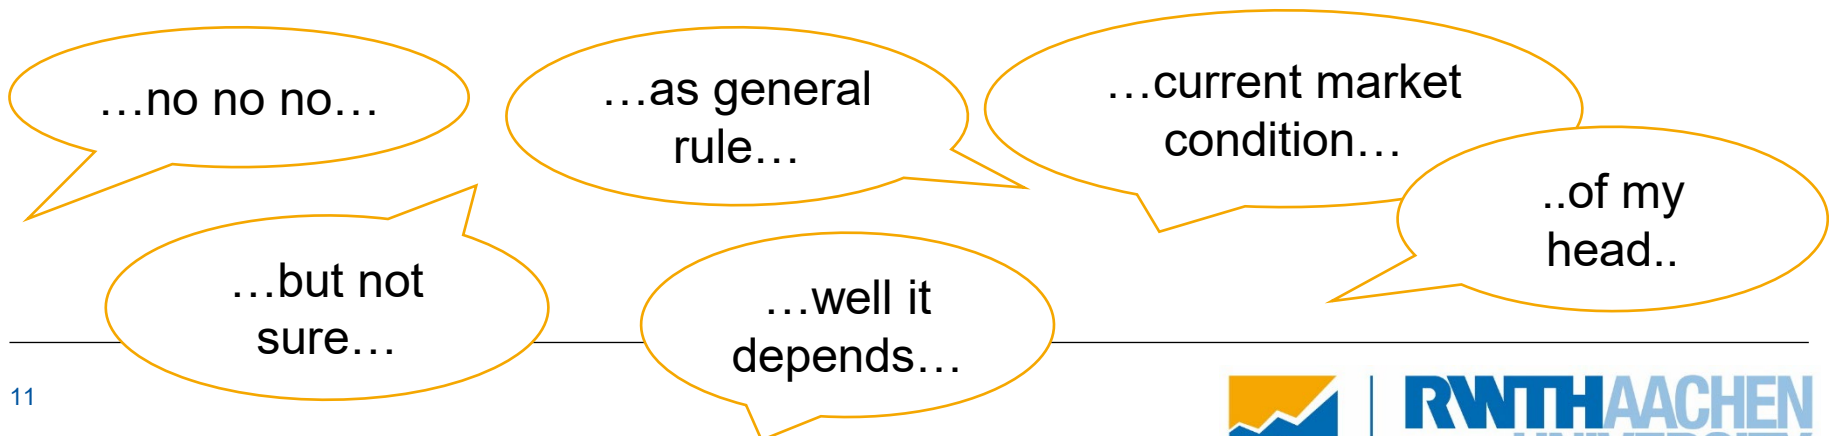 …no no no…
…as general
rule…
…current market
condition…
..of my
head..
…but not
sure…
…well it
depends…
11
RWTHAACHEN
UNIVERSITY